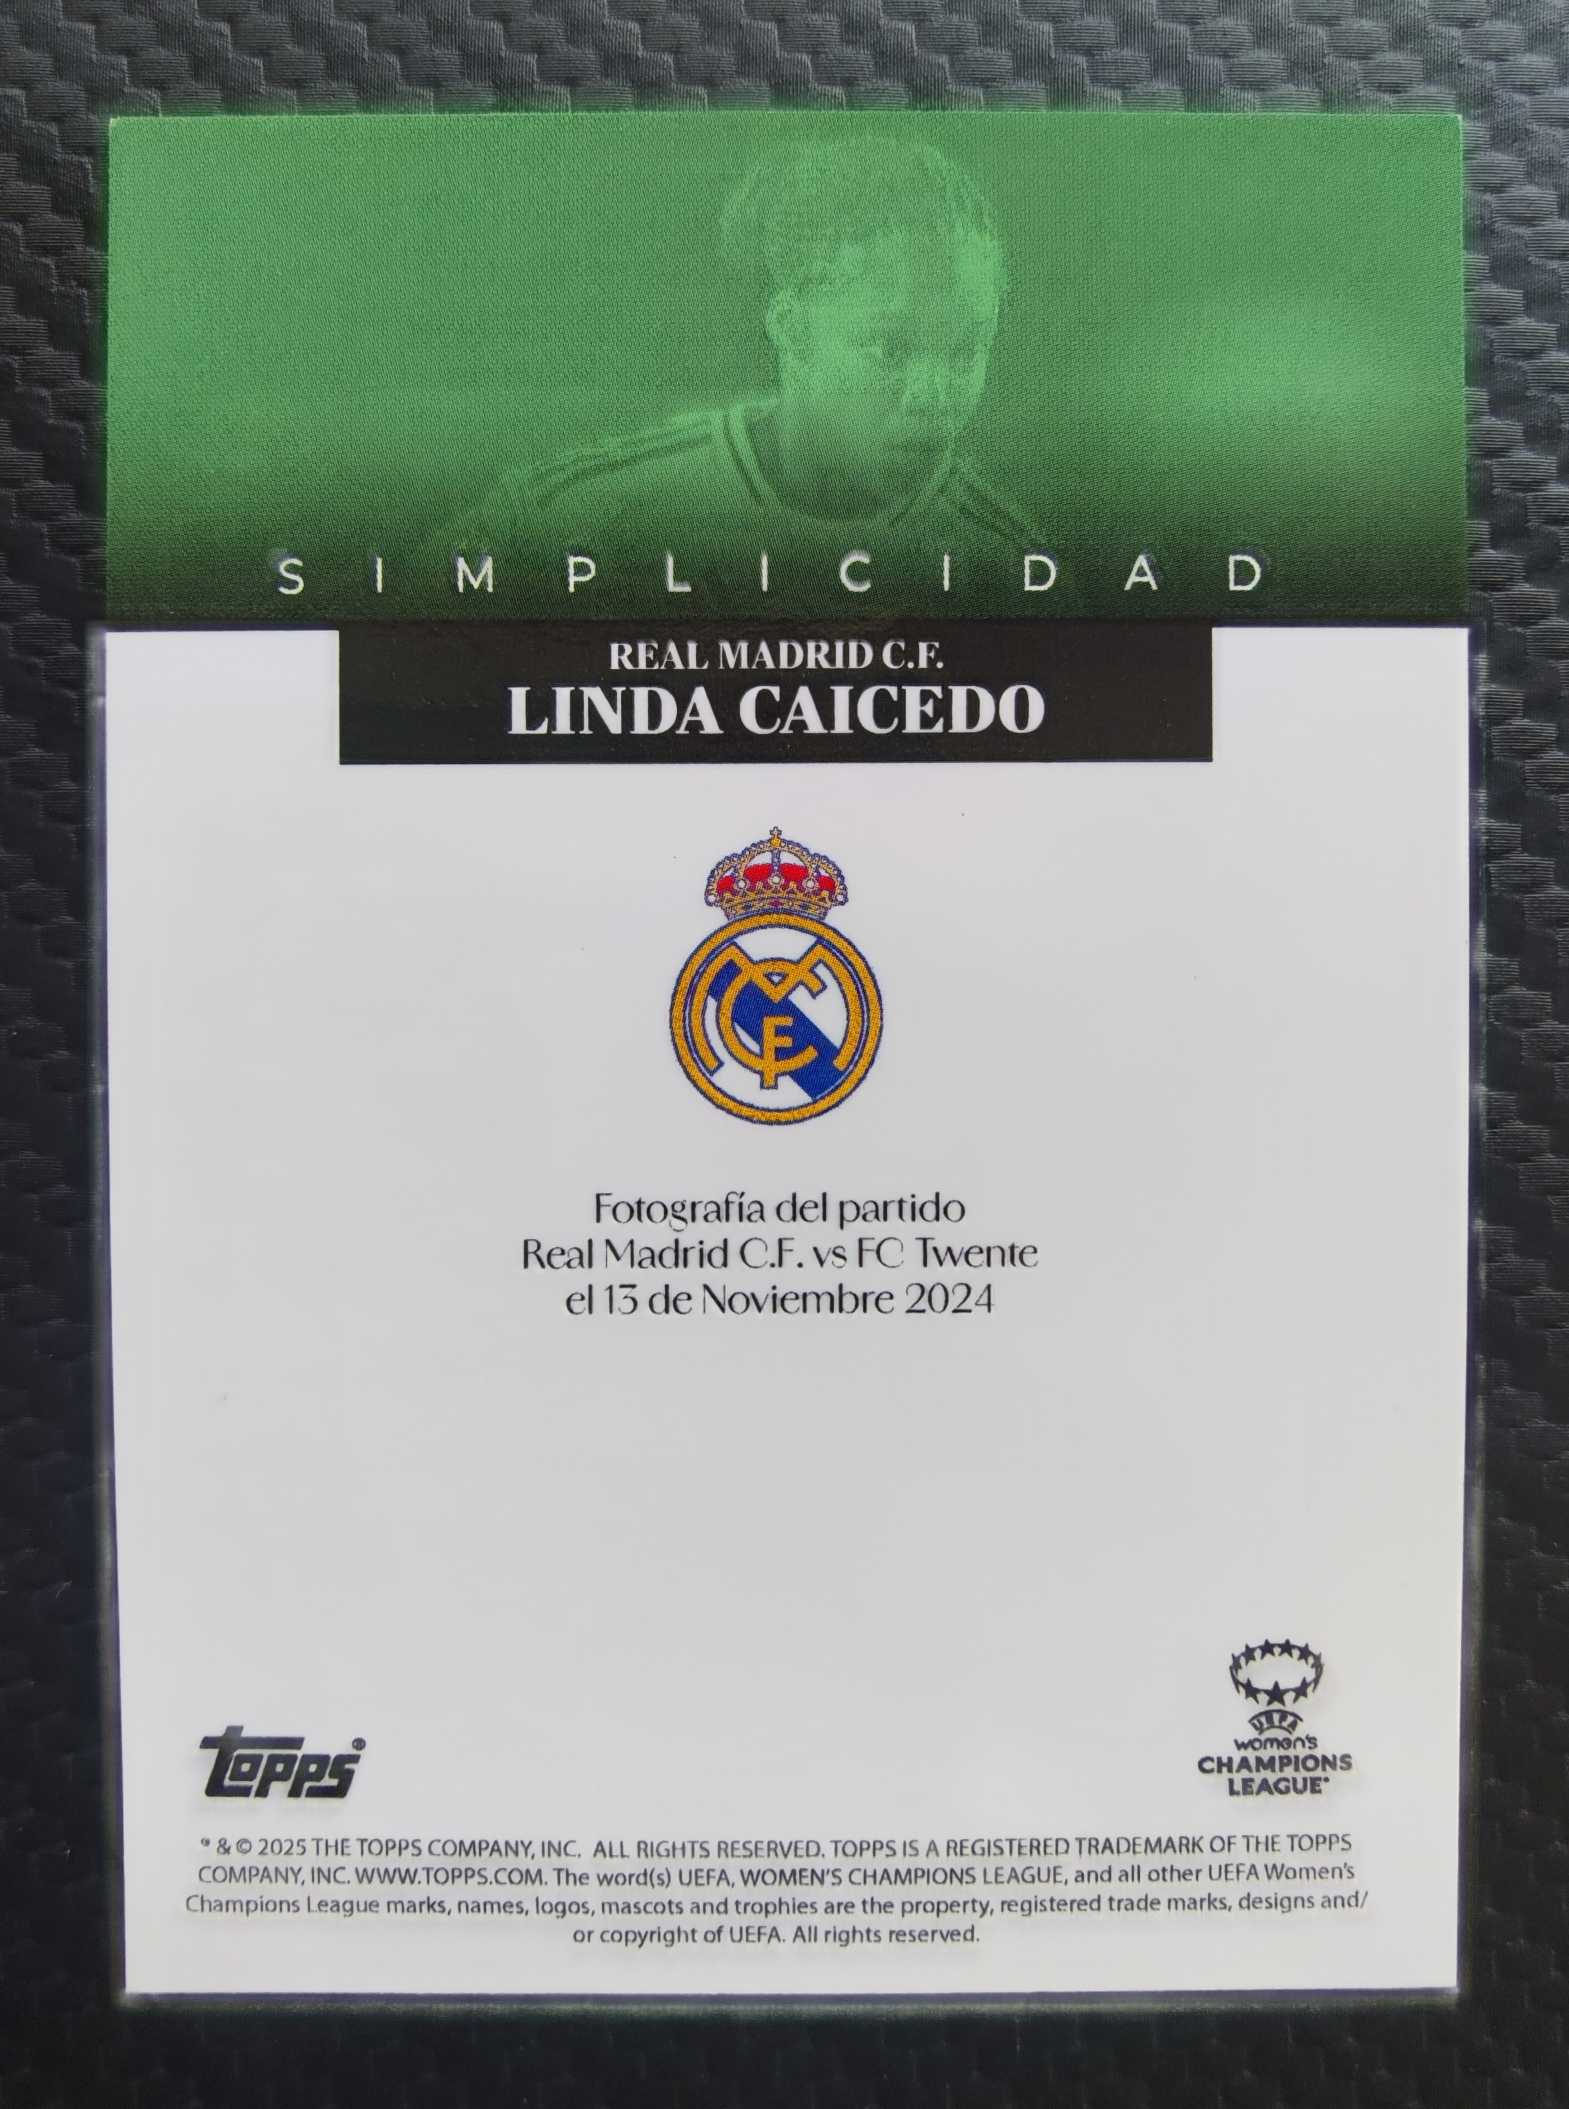 SIMPLICIDAD
REAL MADRID C.F.
LINDA CAICEDO
Fotografía del partido
Real Madrid C.F. vs FC Twente
el 13 de Noviembre 2024
topps®
UEFA
women's
CHAMPIONS
LEAGUE
® & © 2025 THE TOPPS COMPANY, INC. ALL RIGHTS RESERVED. TOPPS IS A REGISTERED TRADEMARK OF THE TOPPS
COMPANY, INC. WWW.TOPPS.COM. The word(s) UEFA, WOMEN'S CHAMPIONS LEAGUE, and all other UEFA Women's
Champions League marks, names, logos, mascots and trophies are the property, registered trade marks, designs and/
or copyright of UEFA. All rights reserved.